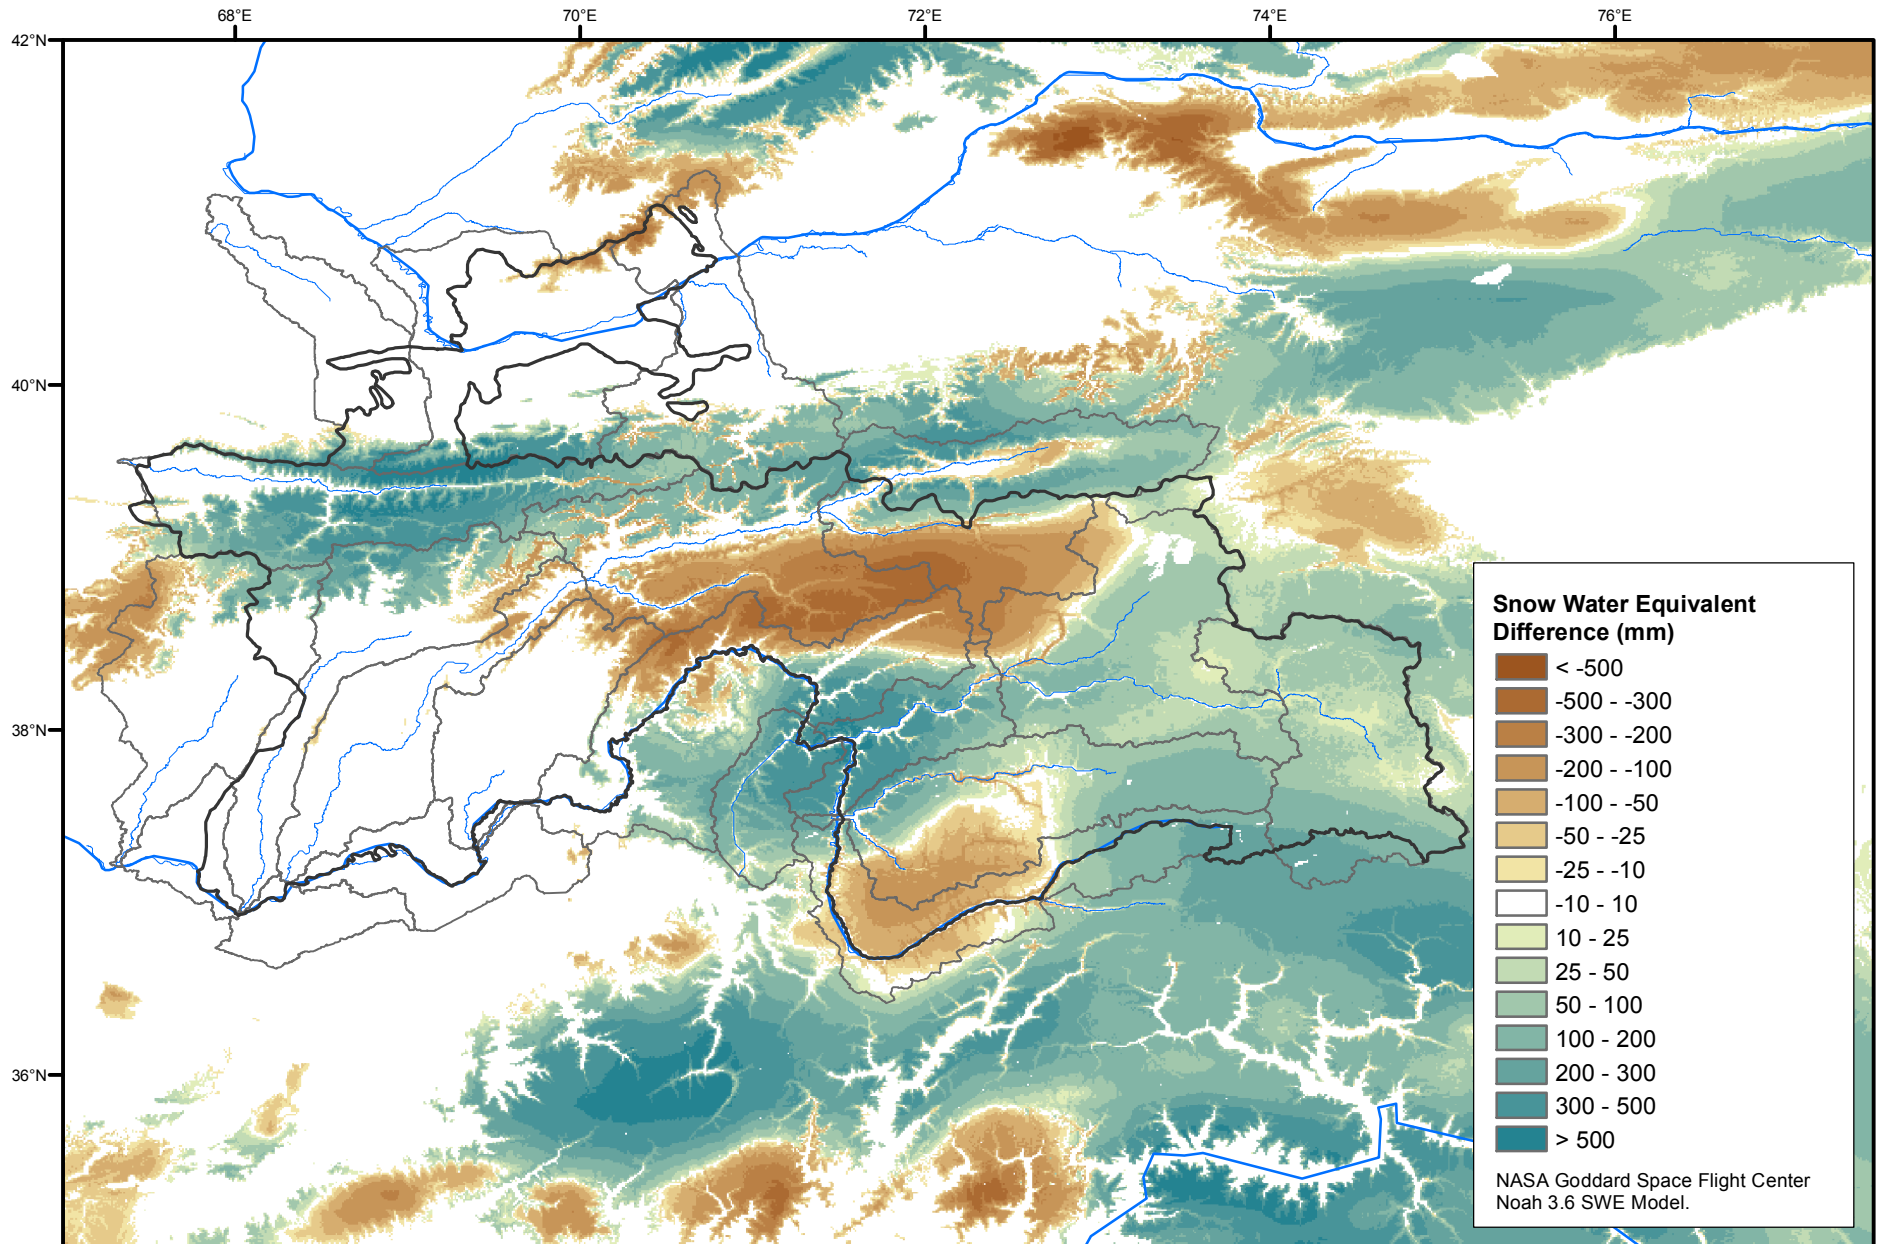 68°E
70°E
72°E
74°E
76°E
42°N
40°N
38°N
36°N
Snow Water Equivalent
Difference (mm)
< -500
-500 - -300
-300 - -200
-200 - -100
-100 - -50
-50 - -25
-25 - -10
-10 - 10
10 - 25
25 - 50
50 - 100
100 - 200
200 - 300
300 - 500
> 500
NASA Goddard Space Flight Center
Noah 3.6 SWE Model.